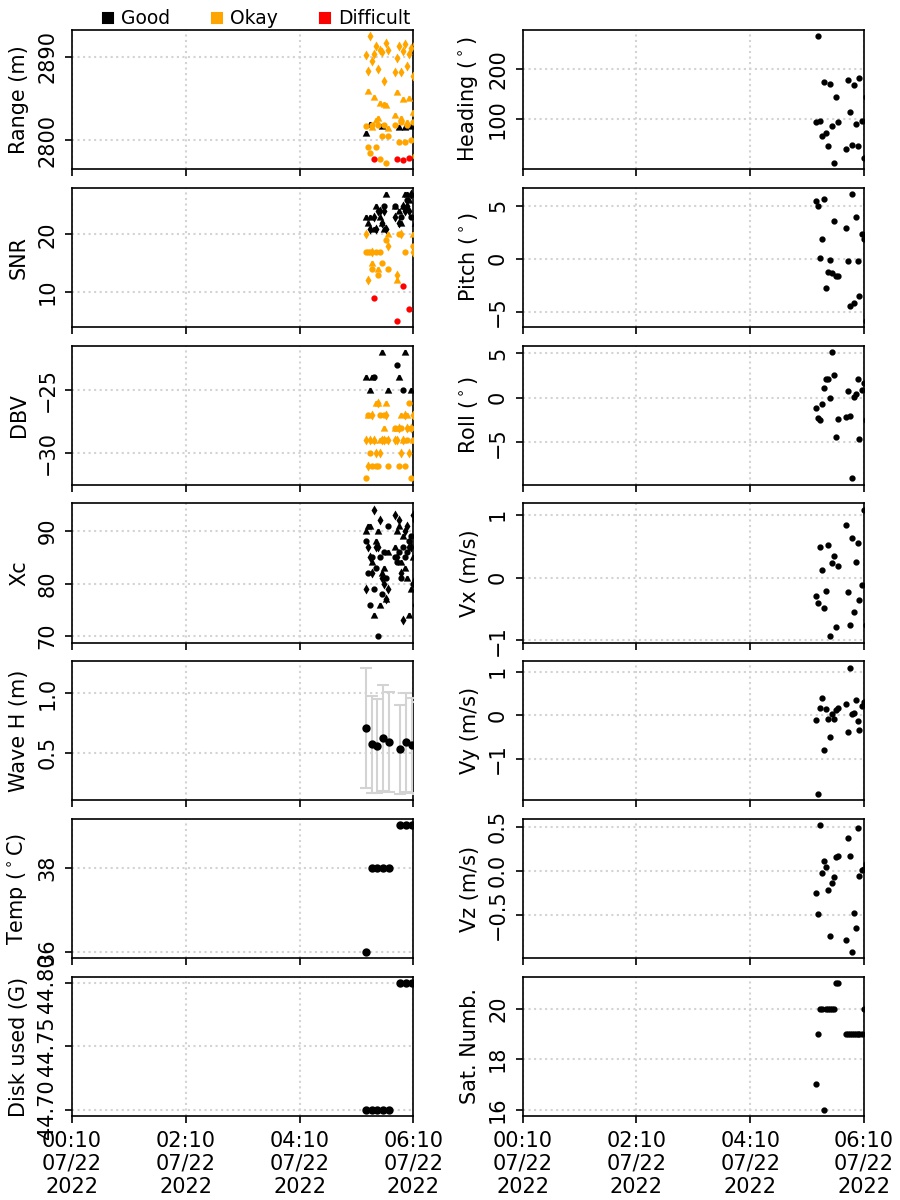 Good Okay Difficult
Range (m)
2890
2800
Heading (°)
200
100
SNR
20
10
Pitch (°)
5
0
−5
DBV
−25
−30
Roll (°)
5
0
−5
Xc
90
80
70
Vx (m/s)
1
0
−1
Wave H (m)
1.0
0.5
Vy (m/s)
1
0
−1
Temp (°C)
38
36
Vz (m/s)
0.5
0.0
−0.5
Disk used (G)
44.80
44.75
44.70
Sat. Numb.
20
18
16
00:10 02:10 04:10 06:10 00:10 02:10 04:10 06:10
07/22 07/22 07/22 07/22 07/22 07/22 07/22 07/22
2022 2022 2022 2022 2022 2022 2022 2022